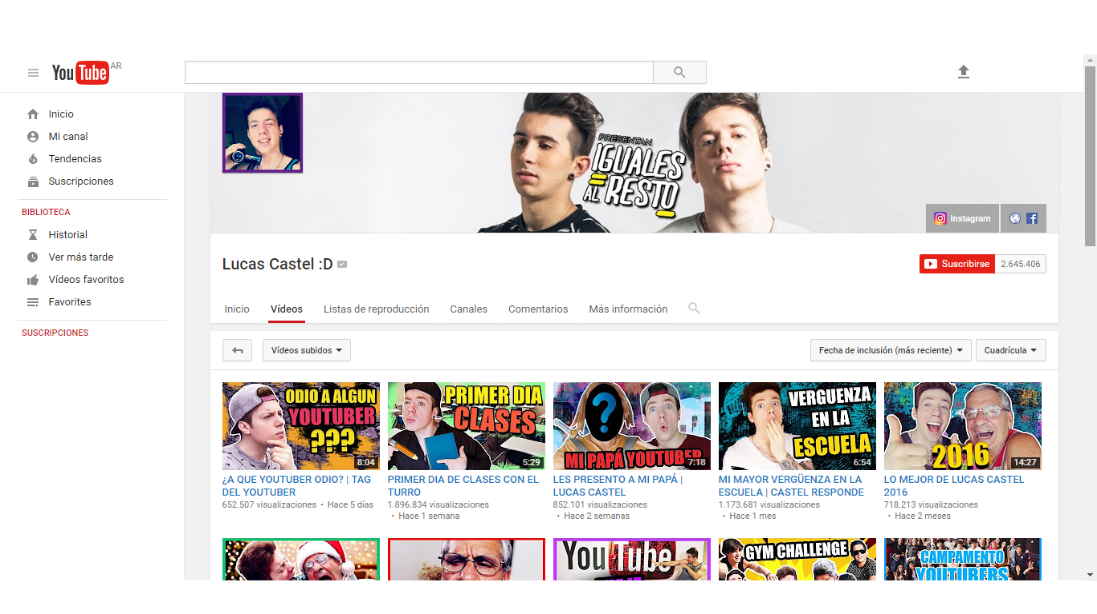 YouTube AR
Inicio
Mi canal
Tendencias
Suscripciones
BIBLIOTECA
Historial
Ver más tarde
Vídeos favoritos
Favorites
SUSCRIPCIONES
PRESENTAN
IGUALES
AL RESTO
Instagram
Lucas Castel :D
Suscribirse 2.645.406
Inicio Vídeos Listas de reproducción Canales Comentarios Más información
Vídeos subidos
Fecha de inclusión (más reciente) Cuadrícula
ODIO A ALGUN
YOUTUBER
???
8:04
¿A QUE YOUTUBER ODIO? | TAG
DEL YOUTUBER
652.507 visualizaciones • Hace 5 días
PRIMER DIA
CLASES
5:29
PRIMER DIA DE CLASES CON EL
TURRO
1.896.834 visualizaciones
• Hace 1 semana
?
MI PAPÁ YOUTUBER
7:18
LES PRESENTO A MI PAPÁ |
LUCAS CASTEL
852.101 visualizaciones
• Hace 2 semanas
VERGUENZA
EN LA
ESCUELA
6:54
MI MAYOR VERGÜENZA EN LA
ESCUELA | CASTEL RESPONDE
1.173.681 visualizaciones
• Hace 1 mes
2016
14:27
LO MEJOR DE LUCAS CASTEL
2016
718.213 visualizaciones
• Hace 2 meses
YouTube
GYM CHALLENGE
CAMPAMENTO
YOUTUBERS